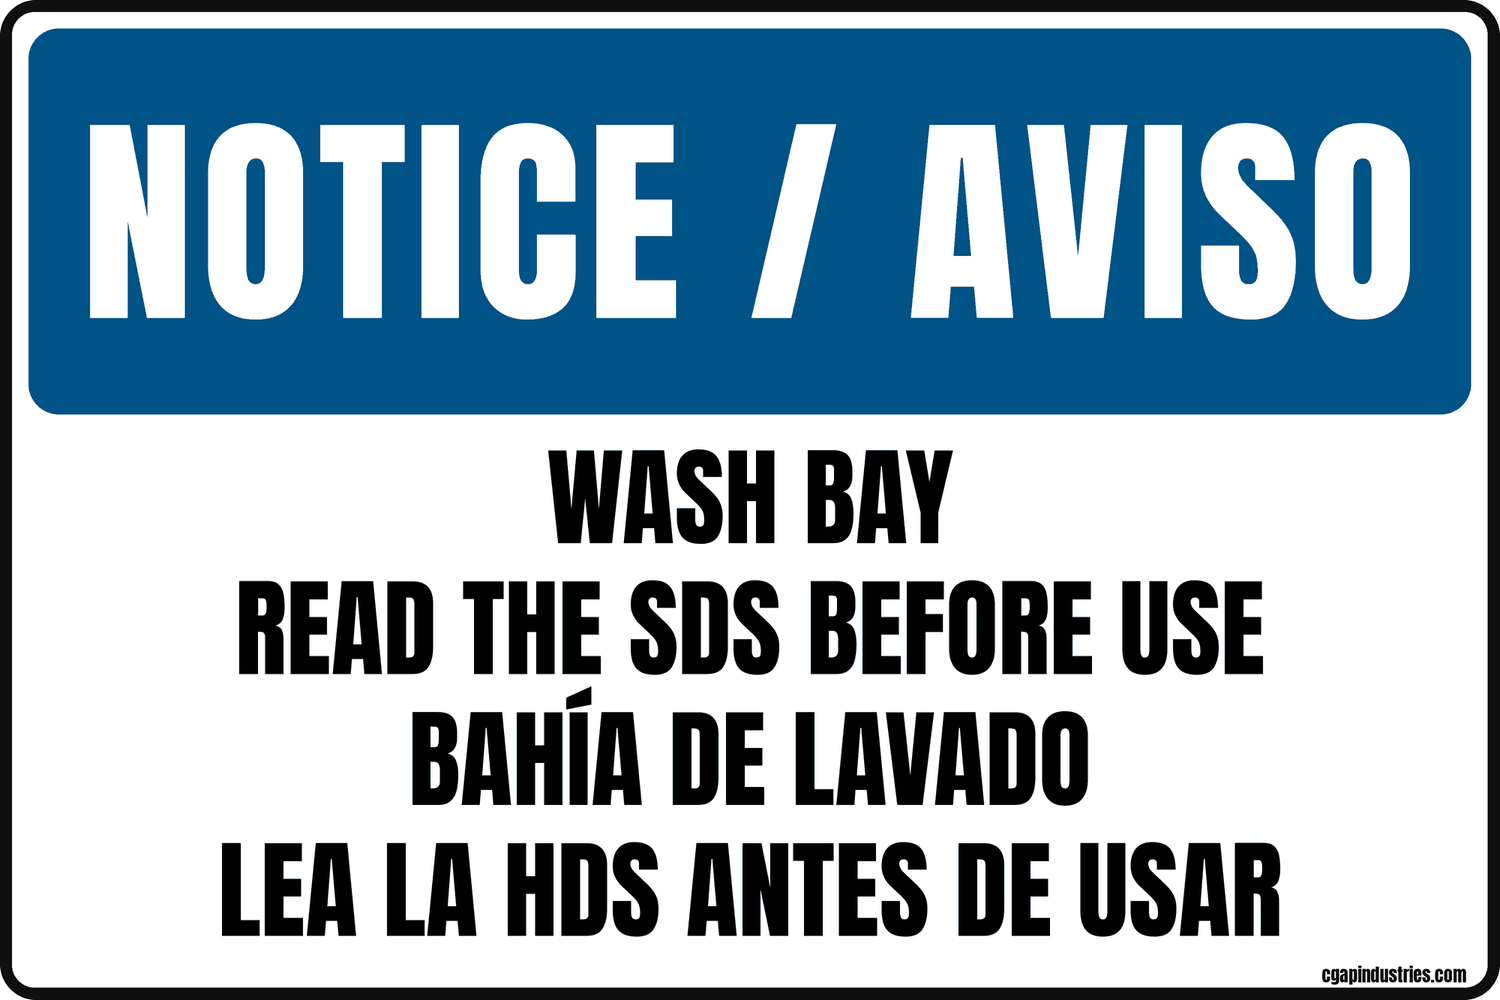 NOTICE / AVISO
WASH BAY
READ THE SDS BEFORE USE
BAHÍA DE LAVADO
LEA LA HDS ANTES DE USAR
cgapindustries.com